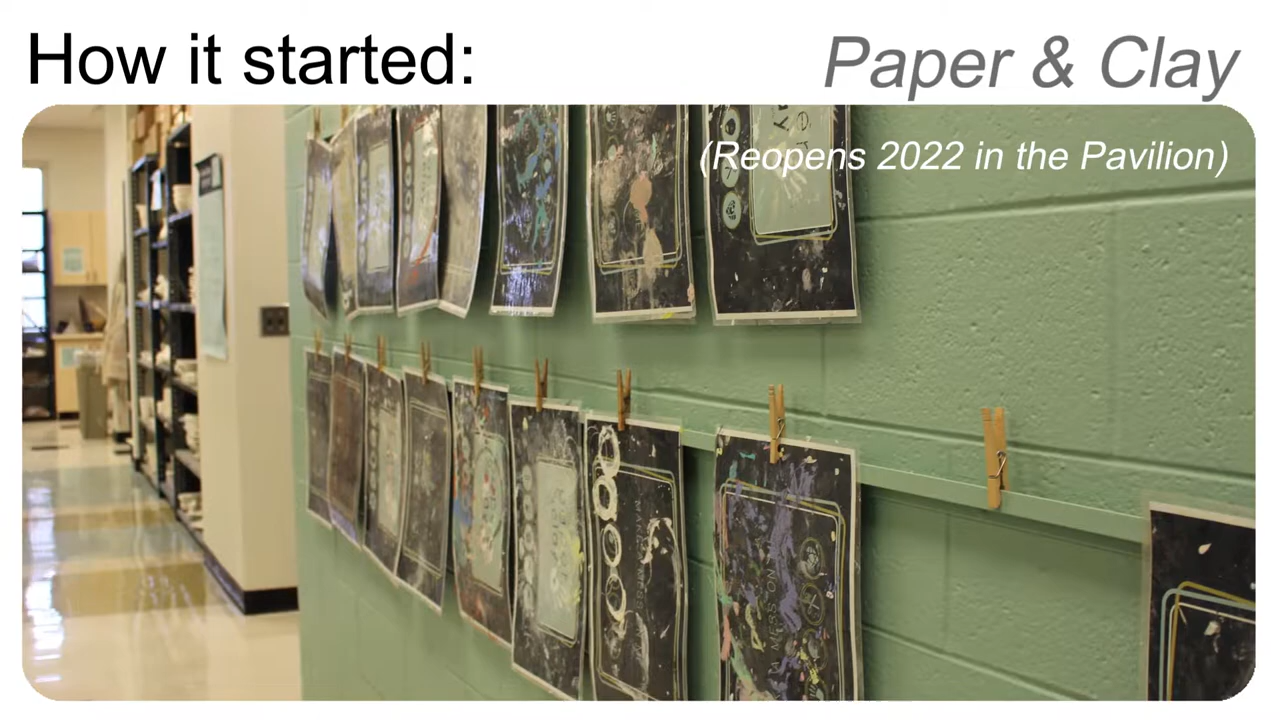 How it started:
Paper & Clay
(Reopens 2022 in the Pavilion)